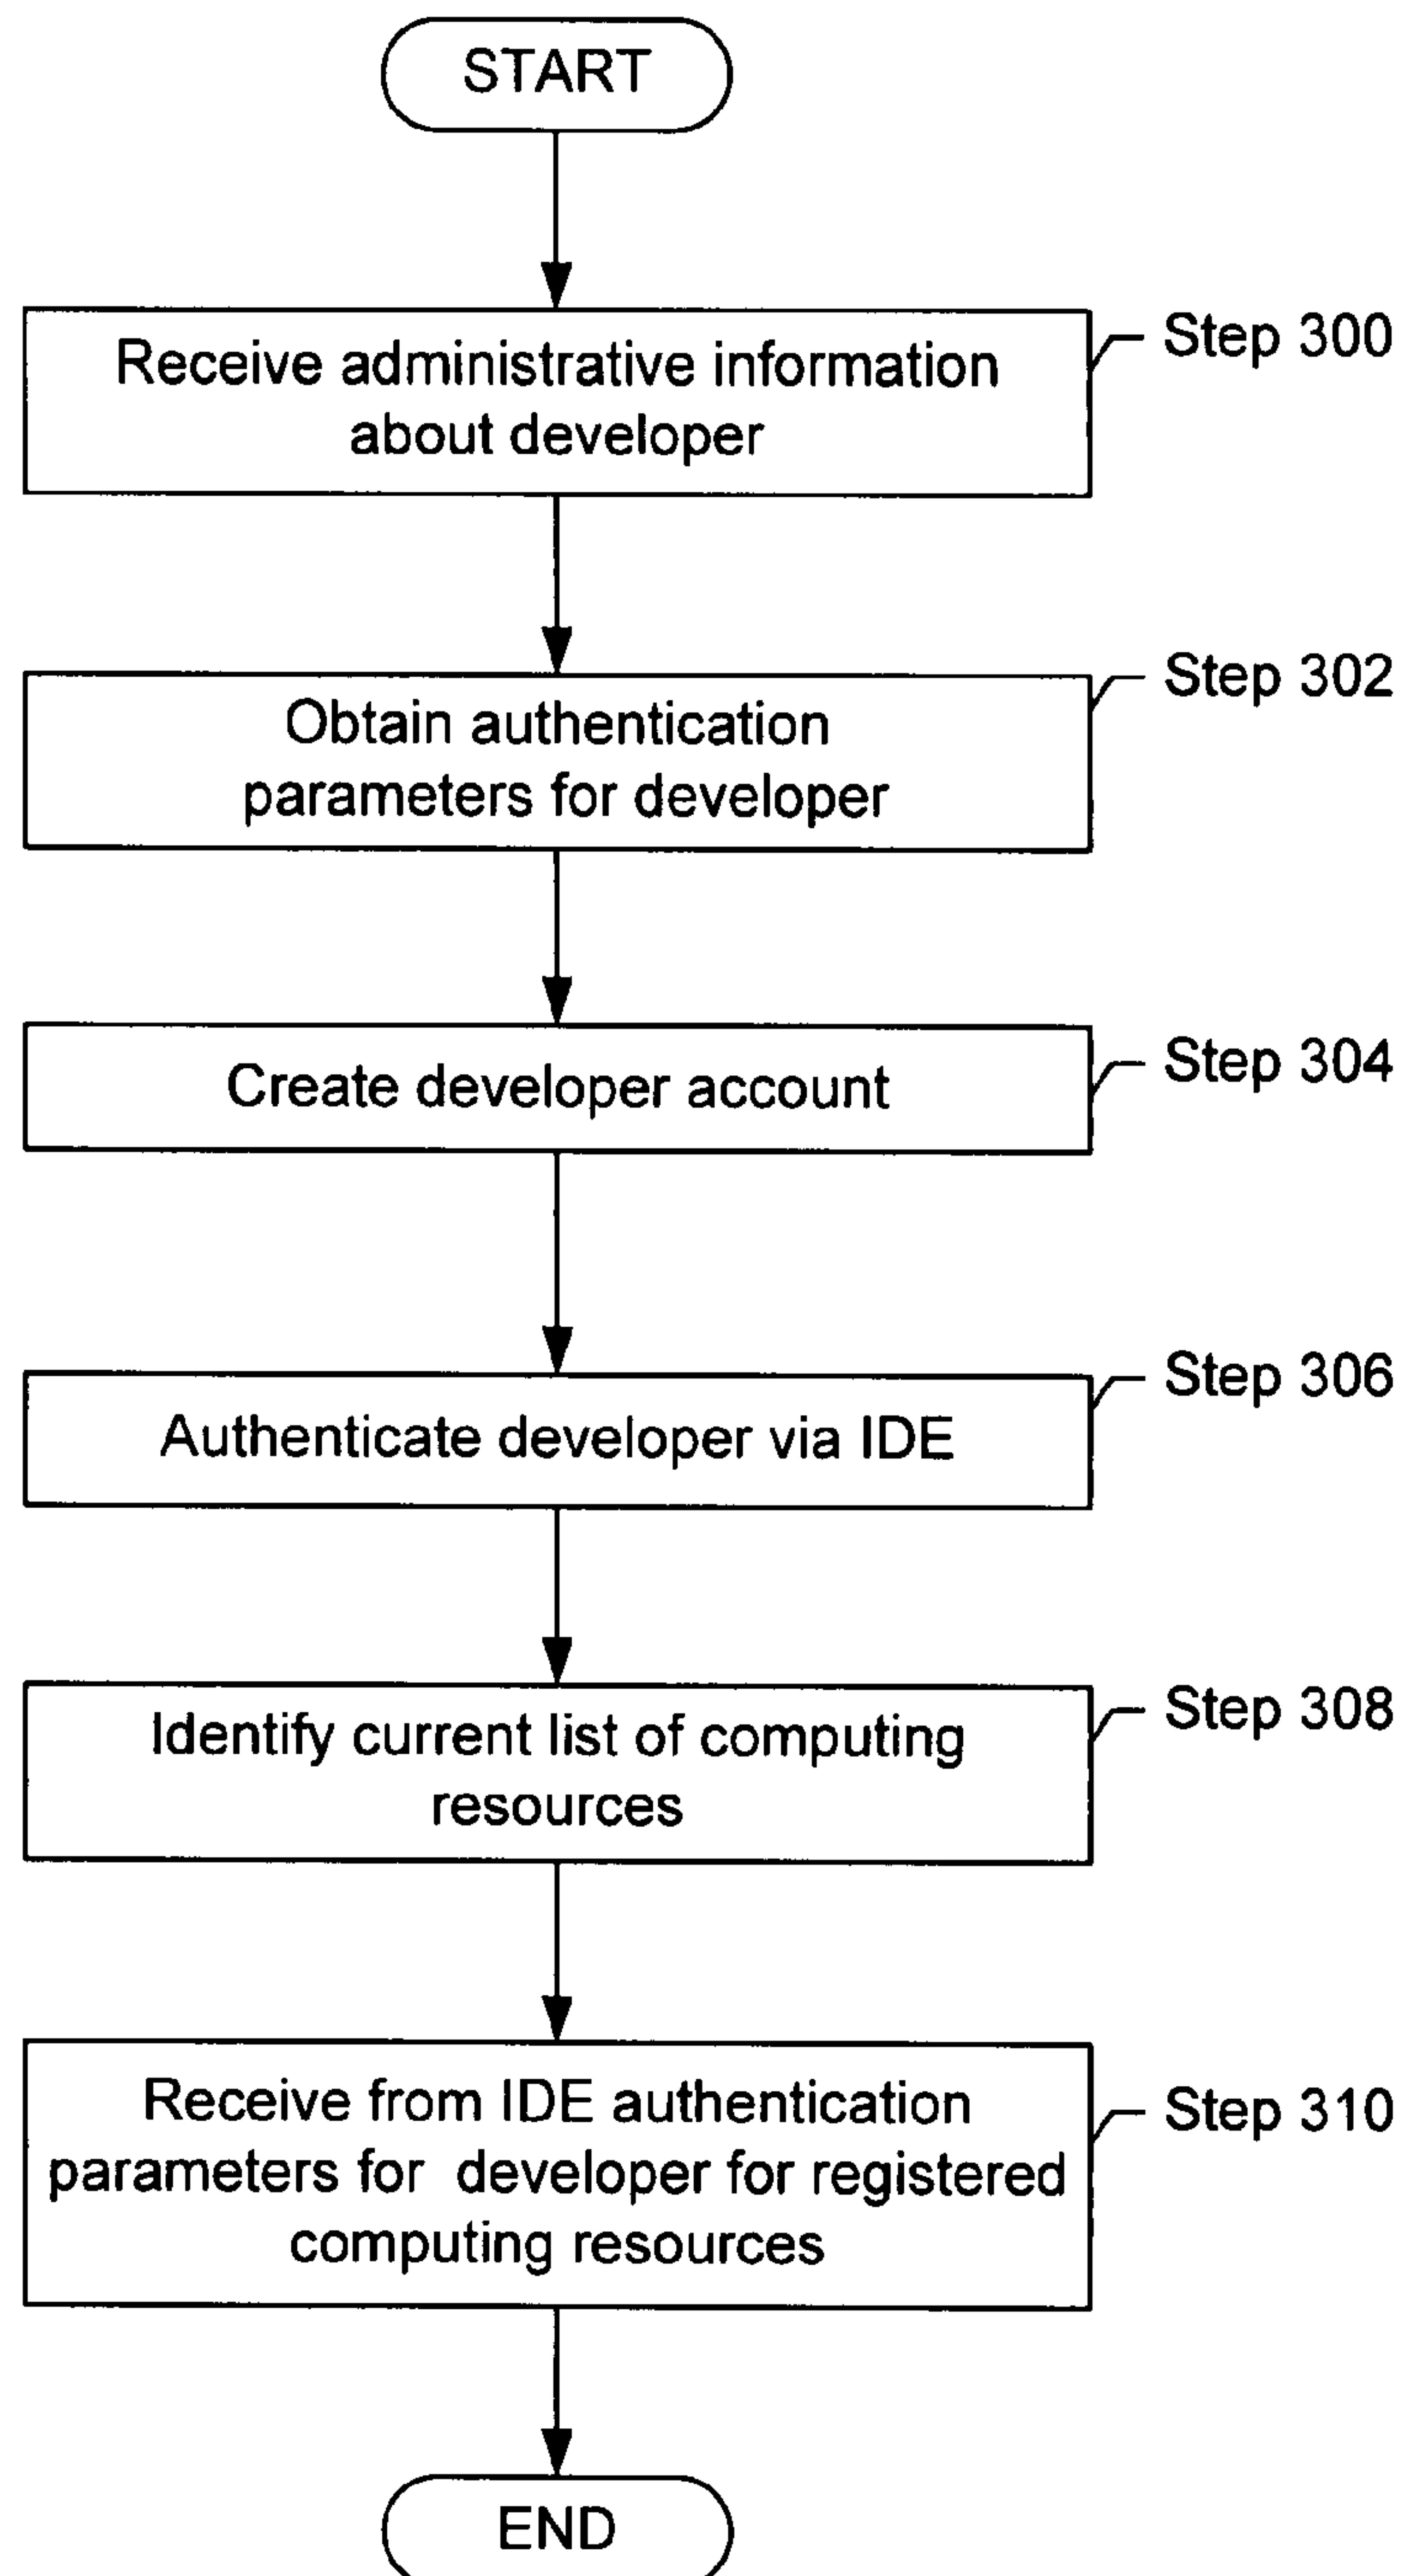 START
Receive administrative information
about developer
Step 300
Obtain authentication
parameters for developer
Step 302
Create developer account
Step 304
Authenticate developer via IDE
Step 306
Identify current list of computing
resources
Step 308
Receive from IDE authentication
parameters for developer for registered
computing resources
Step 310
END